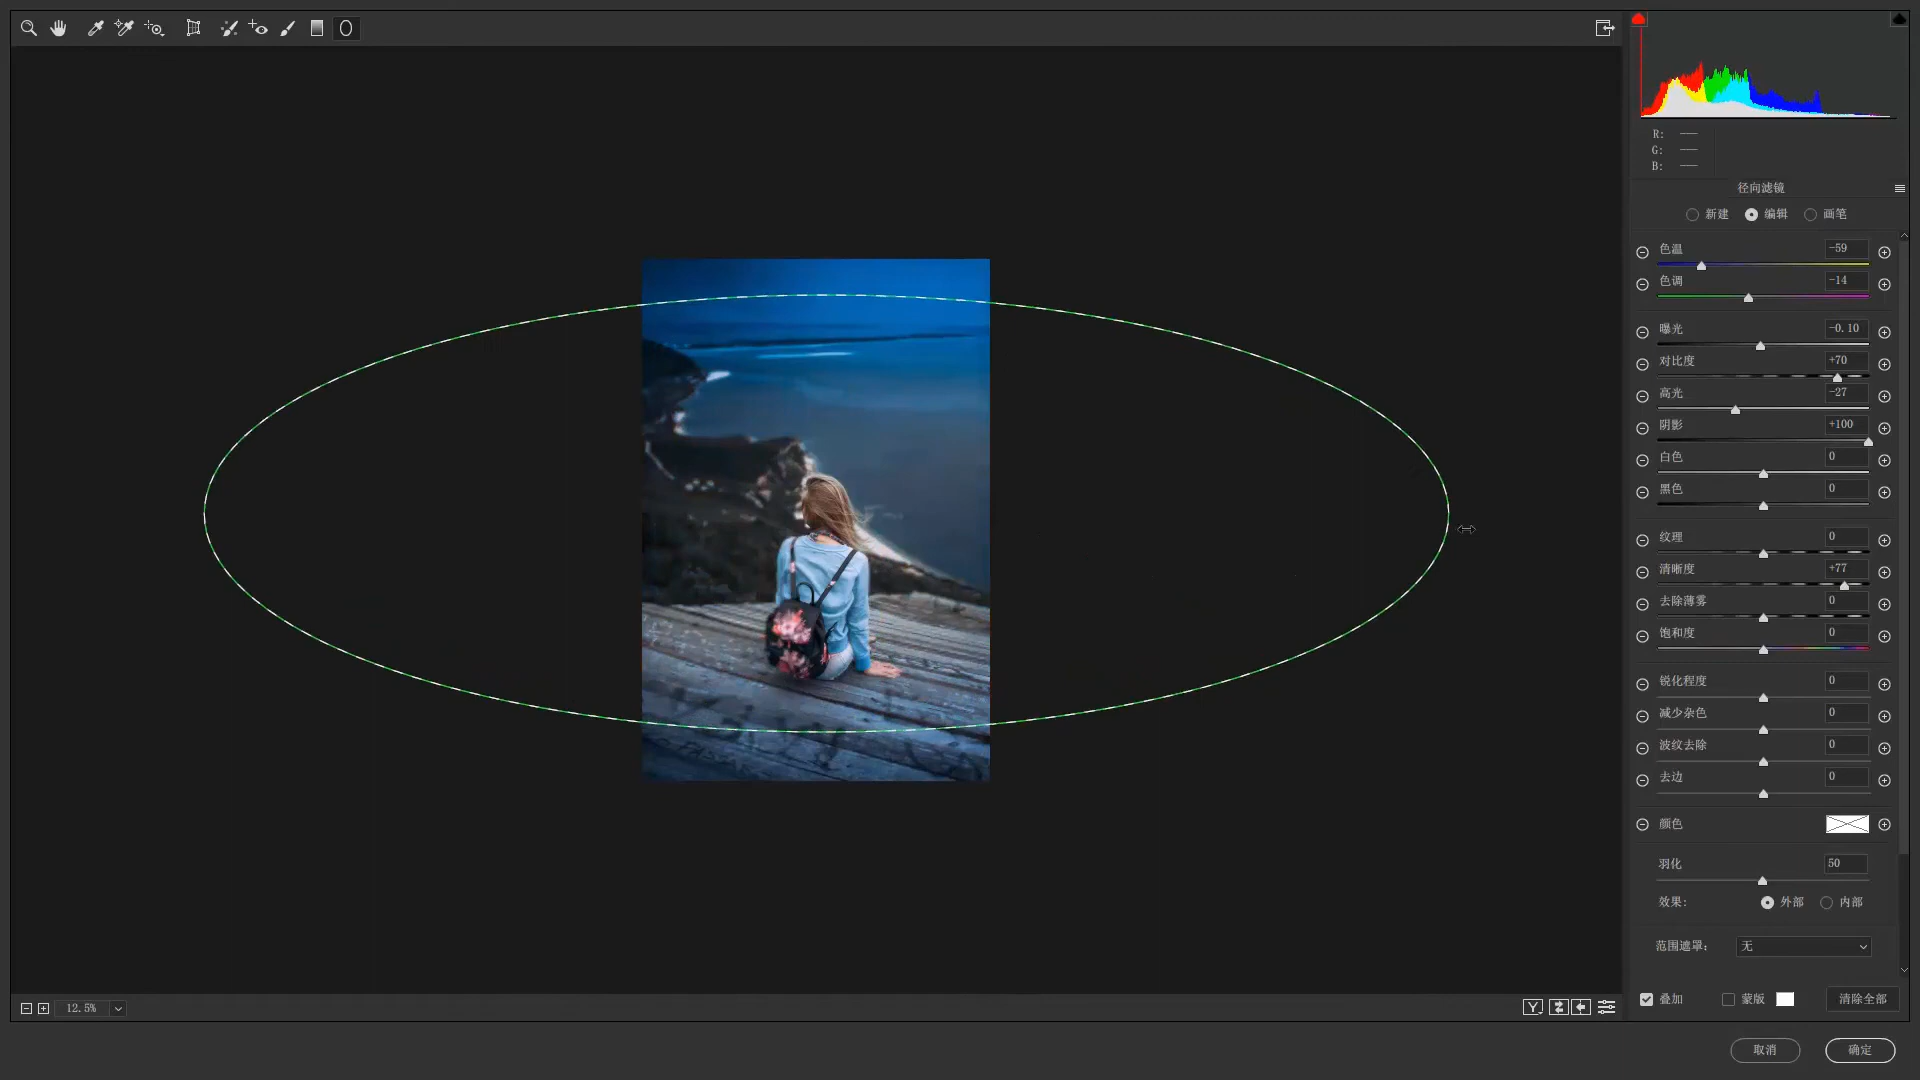 R: ——
G: ——
B: ——
径向滤镜
新建 编辑 画笔
色温 -59
色调 -14
曝光 -0.10
对比度 +70
高光 -27
阴影 +100
白色 0
黑色 0
纹理 0
清晰度 +77
去除薄雾 0
饱和度 0
锐化程度 0
减少杂色 0
波纹去除 0
去边 0
颜色
羽化 50
效果: 外部 内部
范围遮罩: 无
12.5% Y 叠加 蒙版 清除全部
取消 确定